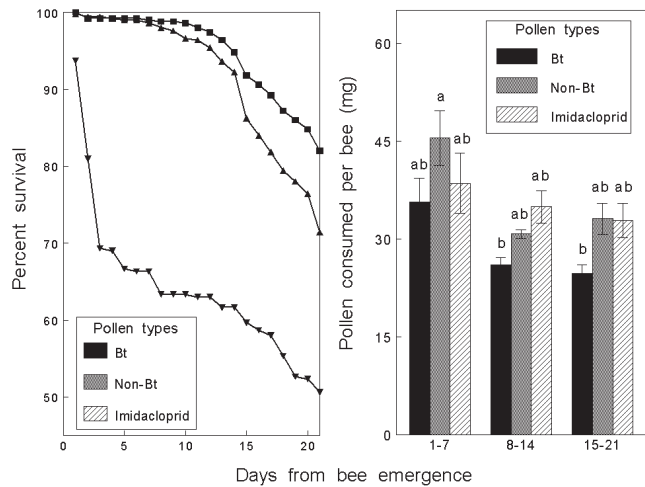 100
90
80
70
60
50
Percent survival
Pollen types
Bt
Non-Bt
Imidacloprid
0 5 10 15 20
60
45
30
15
0
Pollen consumed per bee (mg)
Pollen types
Bt
Non-Bt
Imidacloprid
ab a ab
b ab ab
b ab ab
1-7 8-14 15-21
Days from bee emergence